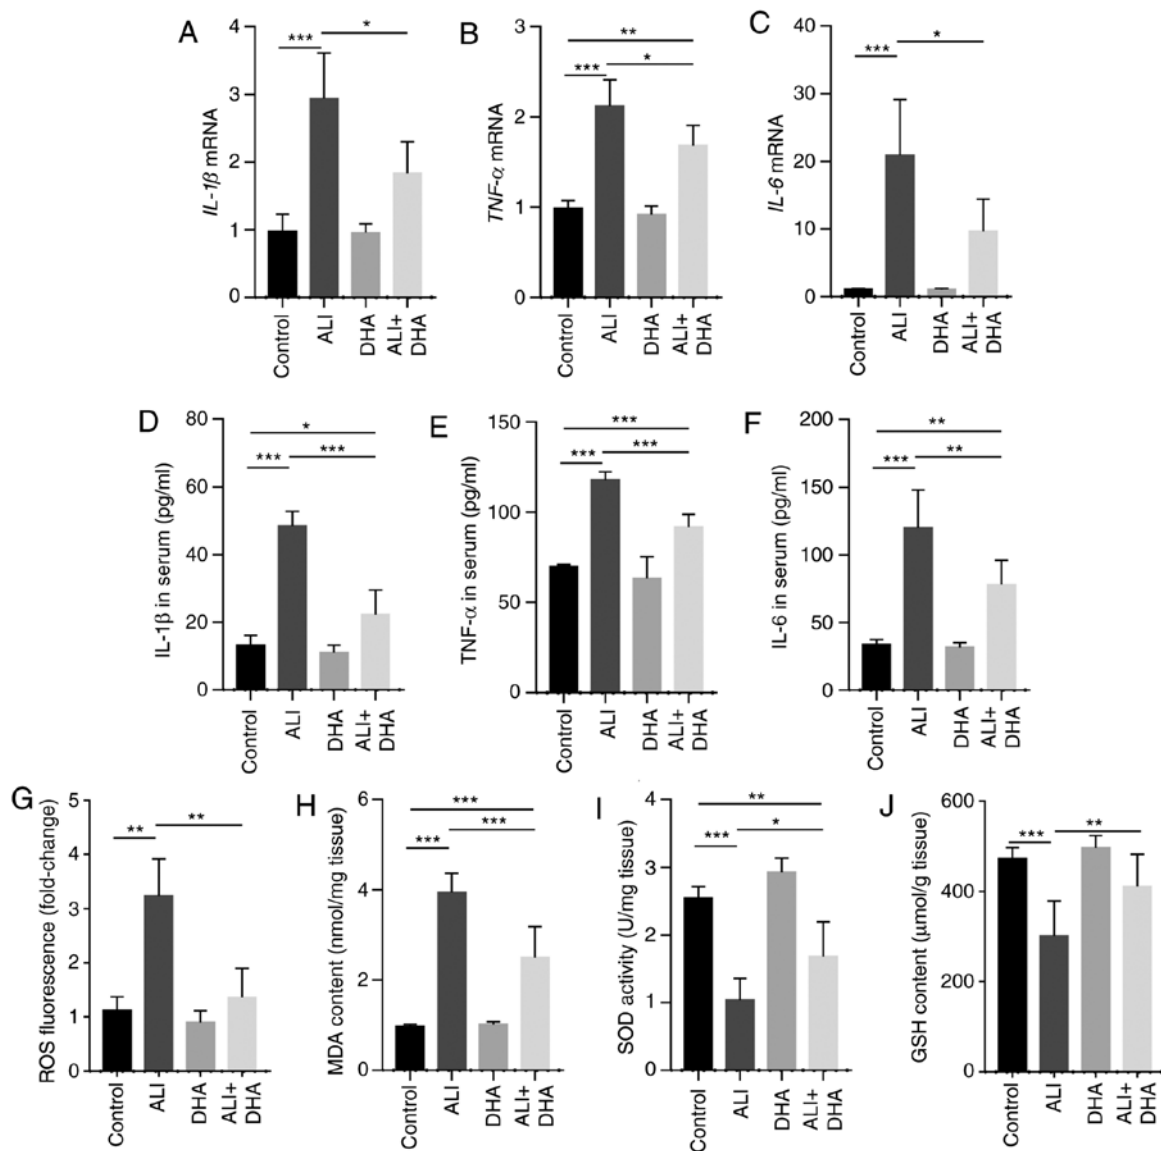 A
IL-1β mRNA
4
3
2
1
0
***
*
Control
ALI
DHA
ALI+
DHA
B
TNF-α mRNA
3
2
1
0
**
***
*
Control
ALI
DHA
ALI+
DHA
C
IL-6 mRNA
40
30
20
10
0
***
*
Control
ALI
DHA
ALI+
DHA
D
IL-1β in serum (pg/ml)
80
60
40
20
0
*
***
***
Control
ALI
DHA
ALI+
DHA
E
TNF-α in serum (pg/ml)
150
100
50
0
***
***
***
Control
ALI
DHA
ALI+
DHA
F
IL-6 in serum (pg/ml)
200
150
100
50
0
**
***
**
Control
ALI
DHA
ALI+
DHA
G
ROS fluorescence (fold-change)
5
4
3
2
1
0
**
**
Control
ALI
DHA
ALI+
DHA
H
MDA content (nmol/mg tissue)
6
4
2
0
***
***
***
Control
ALI
DHA
ALI+
DHA
I
SOD activity (U/mg tissue)
4
3
2
1
0
**
***
*
Control
ALI
DHA
ALI+
DHA
J
GSH content (μmol/g tissue)
600
400
200
0
***
**
Control
ALI
DHA
ALI+
DHA